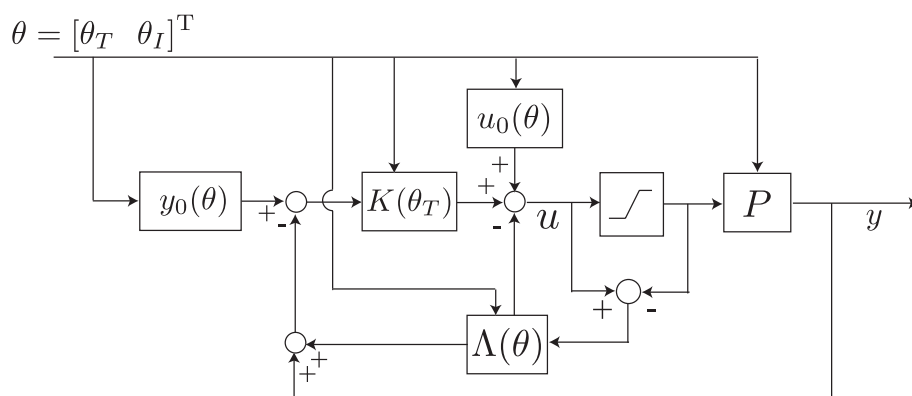 θ = [θ_T θ_I]^T
u_0(θ)
+
y_0(θ)
+
-
K(θ_T)
+
-
u
P
y
+
-
Λ(θ)
+
+